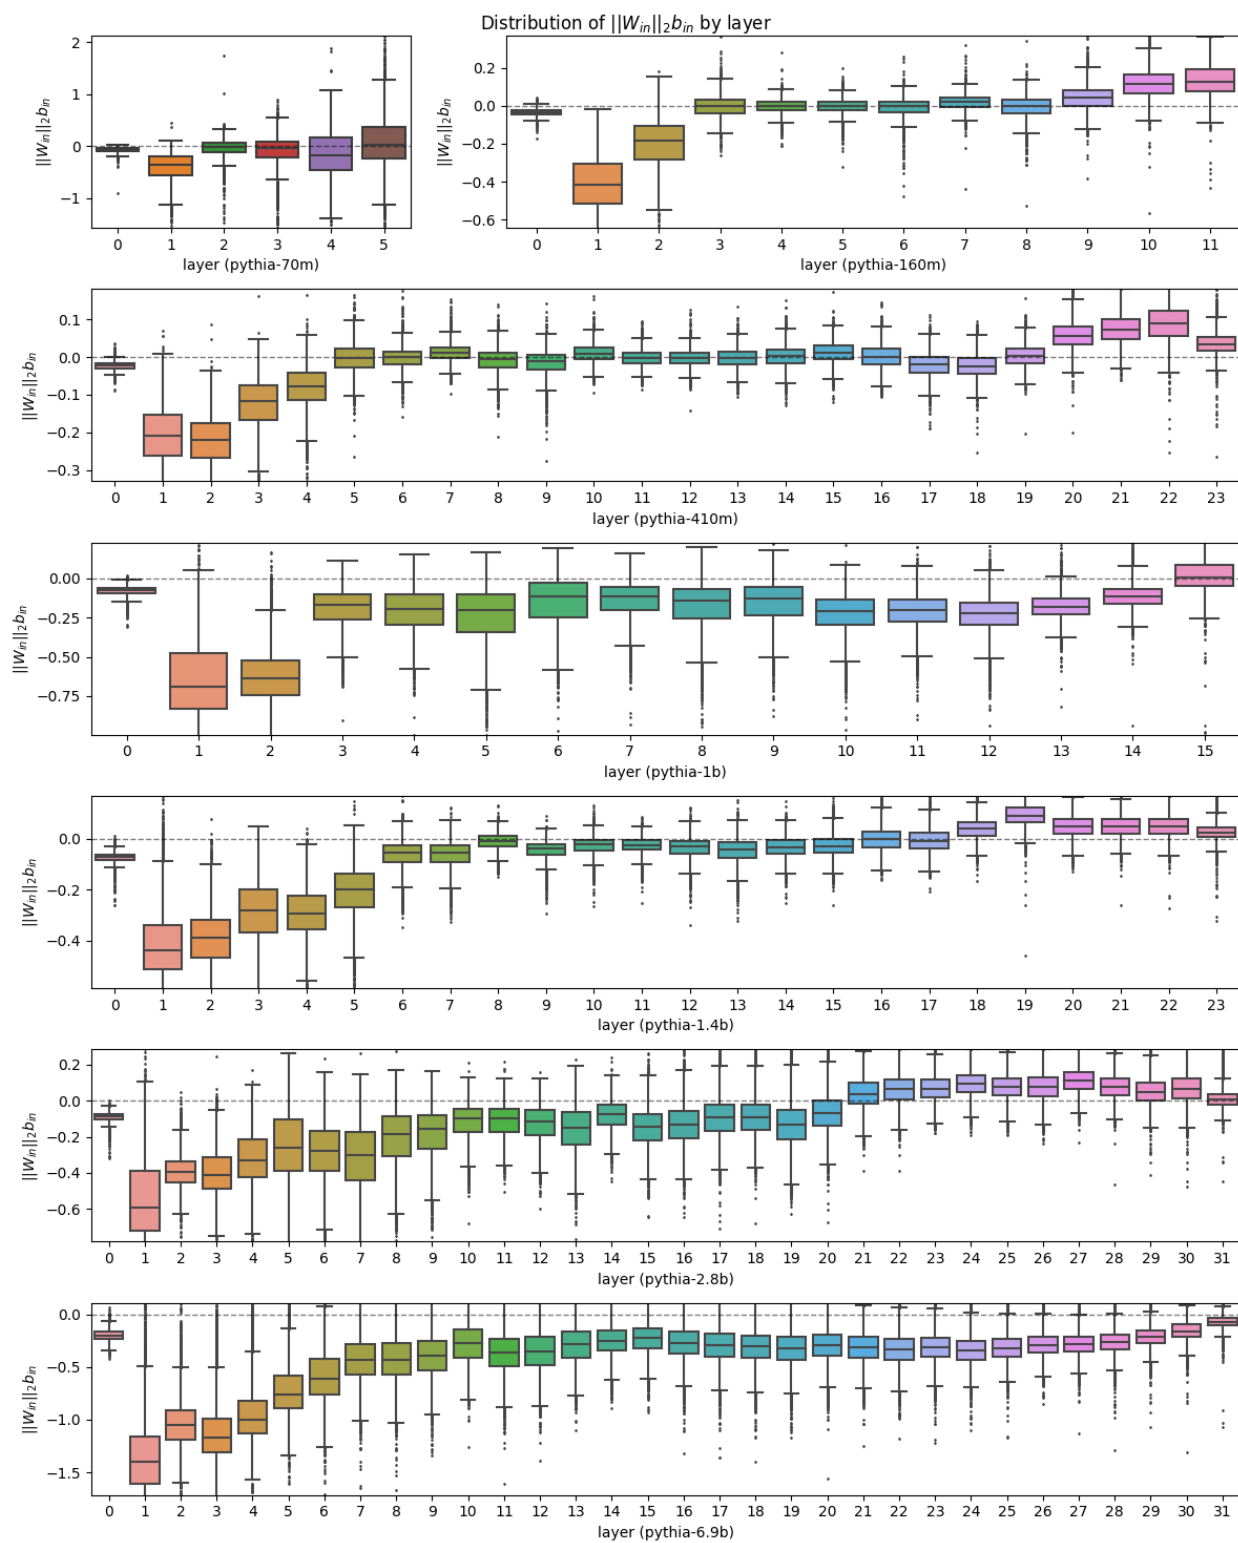 Distribution of ||W_in||_2 b_in by layer
||W_in||_2 b_in
2
1
0
−1
0 1 2 3 4 5
layer (pythia-70m)
||W_in||_2 b_in
0.2
0.0
−0.2
−0.4
−0.6
0 1 2 3 4 5 6 7 8 9 10 11
layer (pythia-160m)
||W_in||_2 b_in
0.1
0.0
−0.1
−0.2
−0.3
0 1 2 3 4 5 6 7 8 9 10 11 12 13 14 15 16 17 18 19 20 21 22 23
layer (pythia-410m)
||W_in||_2 b_in
0.00
−0.25
−0.50
−0.75
0 1 2 3 4 5 6 7 8 9 10 11 12 13 14 15
layer (pythia-1b)
||W_in||_2 b_in
0.0
−0.2
−0.4
0 1 2 3 4 5 6 7 8 9 10 11 12 13 14 15 16 17 18 19 20 21 22 23
layer (pythia-1.4b)
||W_in||_2 b_in
0.2
0.0
−0.2
−0.4
−0.6
0 1 2 3 4 5 6 7 8 9 10 11 12 13 14 15 16 17 18 19 20 21 22 23 24 25 26 27 28 29 30 31
layer (pythia-2.8b)
||W_in||_2 b_in
0.0
−0.5
−1.0
−1.5
0 1 2 3 4 5 6 7 8 9 10 11 12 13 14 15 16 17 18 19 20 21 22 23 24 25 26 27 28 29 30 31
layer (pythia-6.9b)